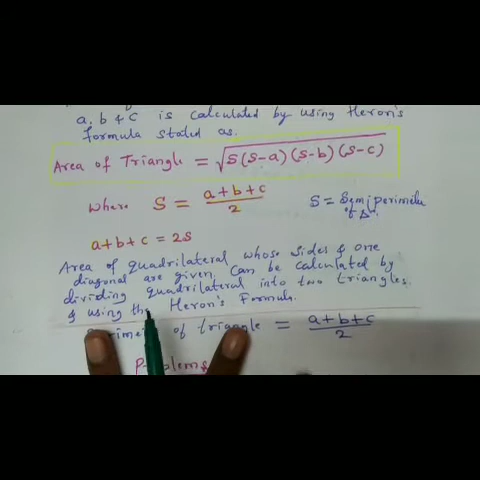 a, b & c is calculated by using Heron's
Formula stated as.
Area of Triangle = √S(S-a)(S-b)(S-c)
where S = a+b+c/2 S = Semiperimeter of Δ
a+b+c = 2S
Area of quadrilateral whose sides & one
diagonal are given, can be calculated by
dividing quadrilateral into two triangles
& using the Heron's Formula.
of triangle = a+b+c/2
Problems